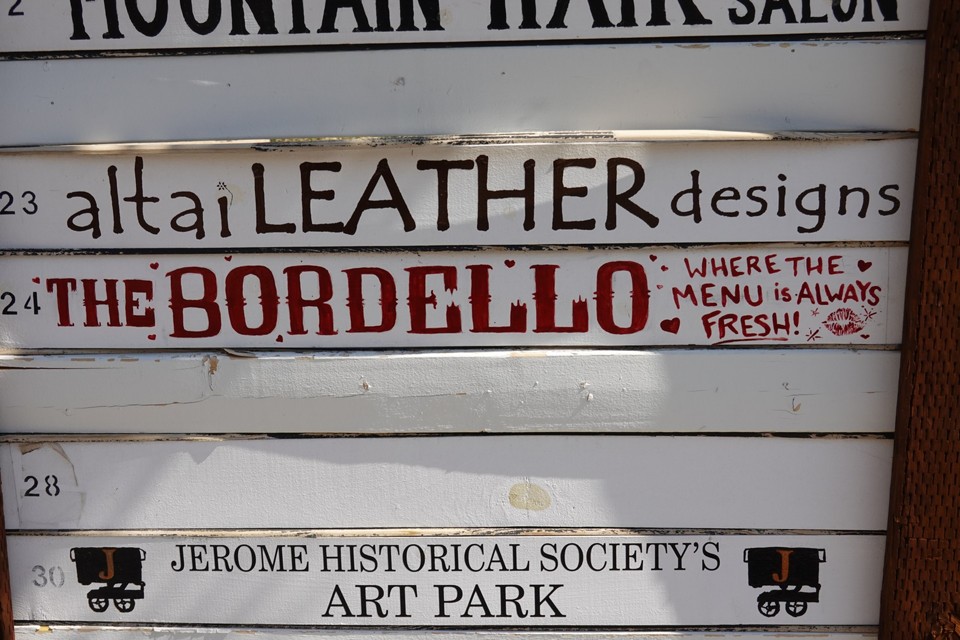 2 MOUNTAIN HAIR SALON
23 altai LEATHER designs
24 THE BORDELLO WHERE THE
MENU is ALWAYS
FRESH!
28
30 J JEROME HISTORICAL SOCIETY'S J
ART PARK